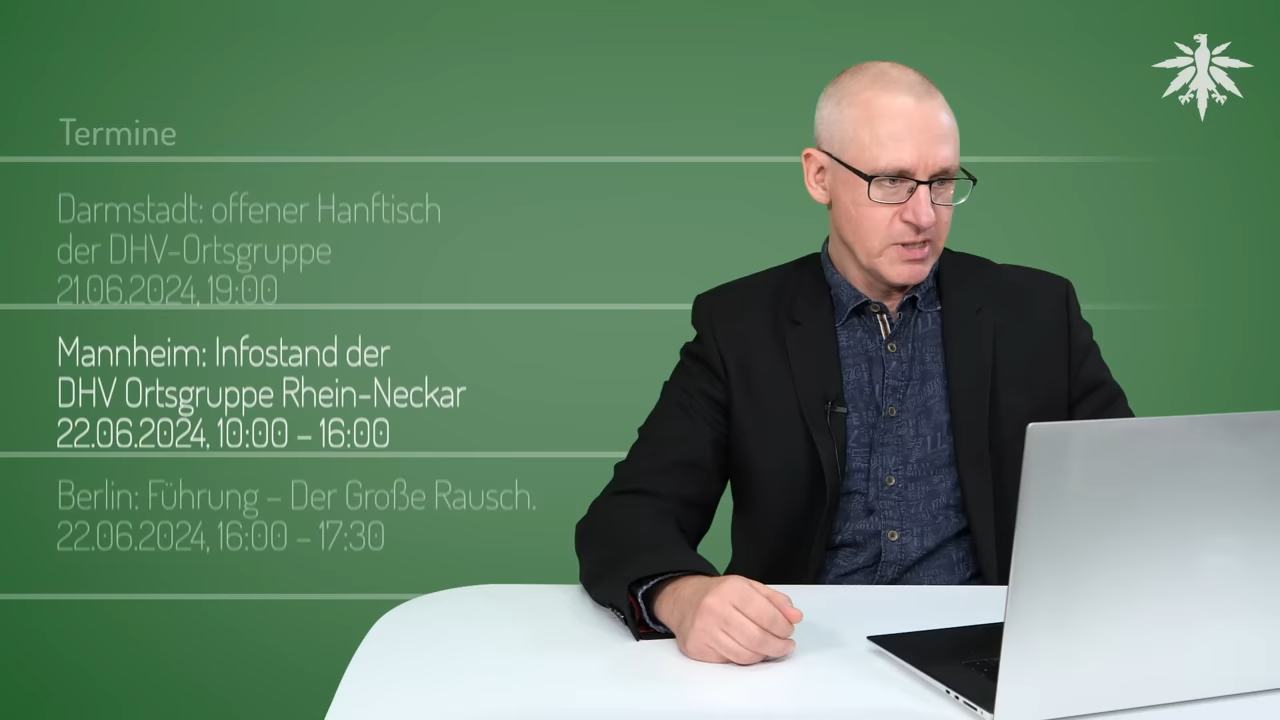 Termine
Darmstadt: offener Hanftisch
der DHV-Ortsgruppe
21.06.2024, 19:00
Mannheim: Infostand der
DHV Ortsgruppe Rhein-Neckar
22.06.2024, 10:00 – 16:00
Berlin: Führung – Der Große Rausch.
22.06.2024, 16:00 – 17:30